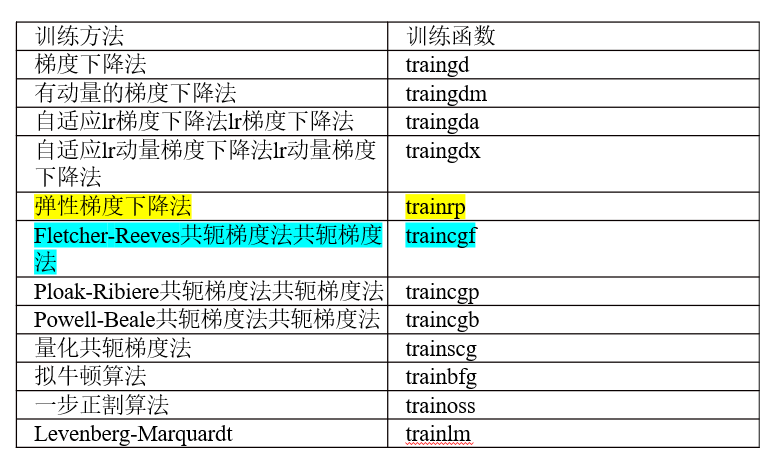 训练方法 训练函数
梯度下降法 traingd
有动量的梯度下降法 traingdm
自适应lr梯度下降法lr梯度下降法 traingda
自适应lr动量梯度下降法lr动量梯度 traingdx
下降法
弹性梯度下降法 trainrp
Fletcher-Reeves共轭梯度法共轭梯度 traincgf
法
Ploak-Ribiere共轭梯度法共轭梯度法 traincgp
Powell-Beale共轭梯度法共轭梯度法 traincgb
量化共轭梯度法 trainscg
拟牛顿算法 trainbfg
一步正割算法 trainoss
Levenberg-Marquardt trainlm